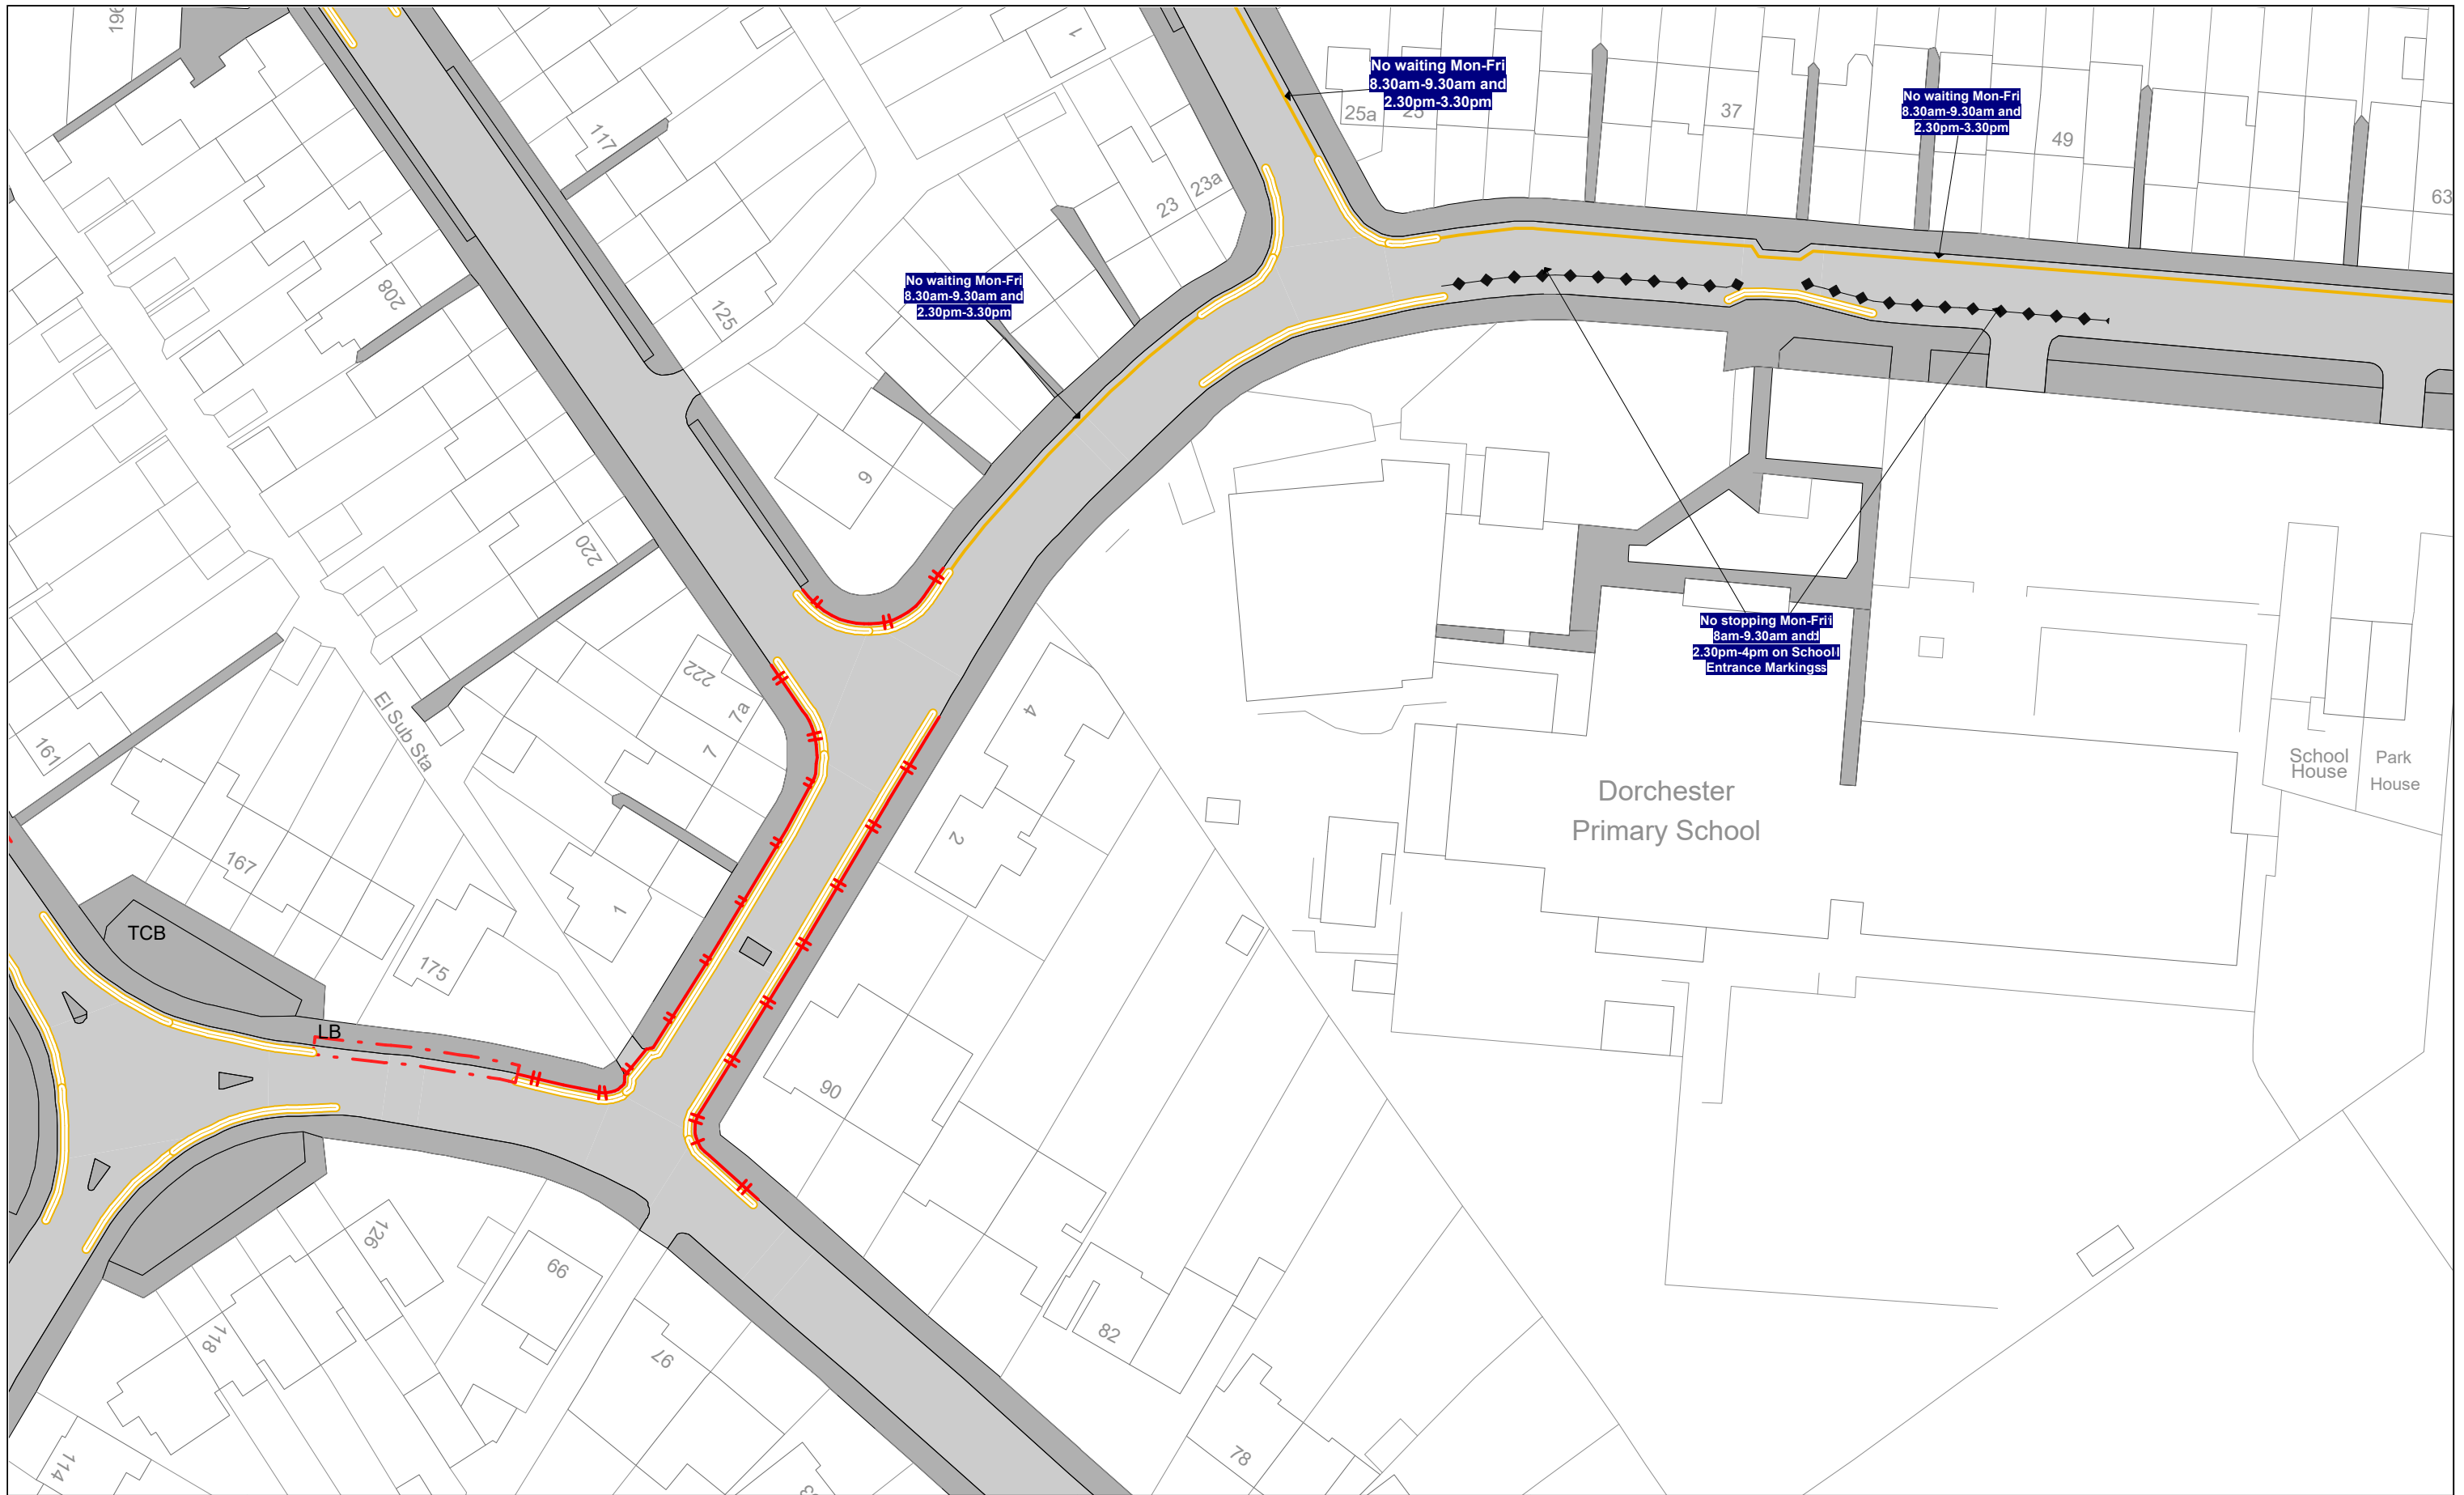 196
1
No waiting Mon-Fri
8.30am-9.30am and
2.30pm-3.30pm
25a
25
37
No waiting Mon-Fri
8.30am-9.30am and
2.30pm-3.30pm
49
63
117
23
23a
208
125
No waiting Mon-Fri
8.30am-9.30am and
2.30pm-3.30pm
9
220
222
7a
7
4
2
1
El Sub Sta
161
167
175
TCB
LB
No stopping Mon-Fri
8am-9.30am and
2.30pm-4pm on School
Entrance Markings
School
House
Park
House
Dorchester
Primary School
90
126
99
118
97
82
78
114